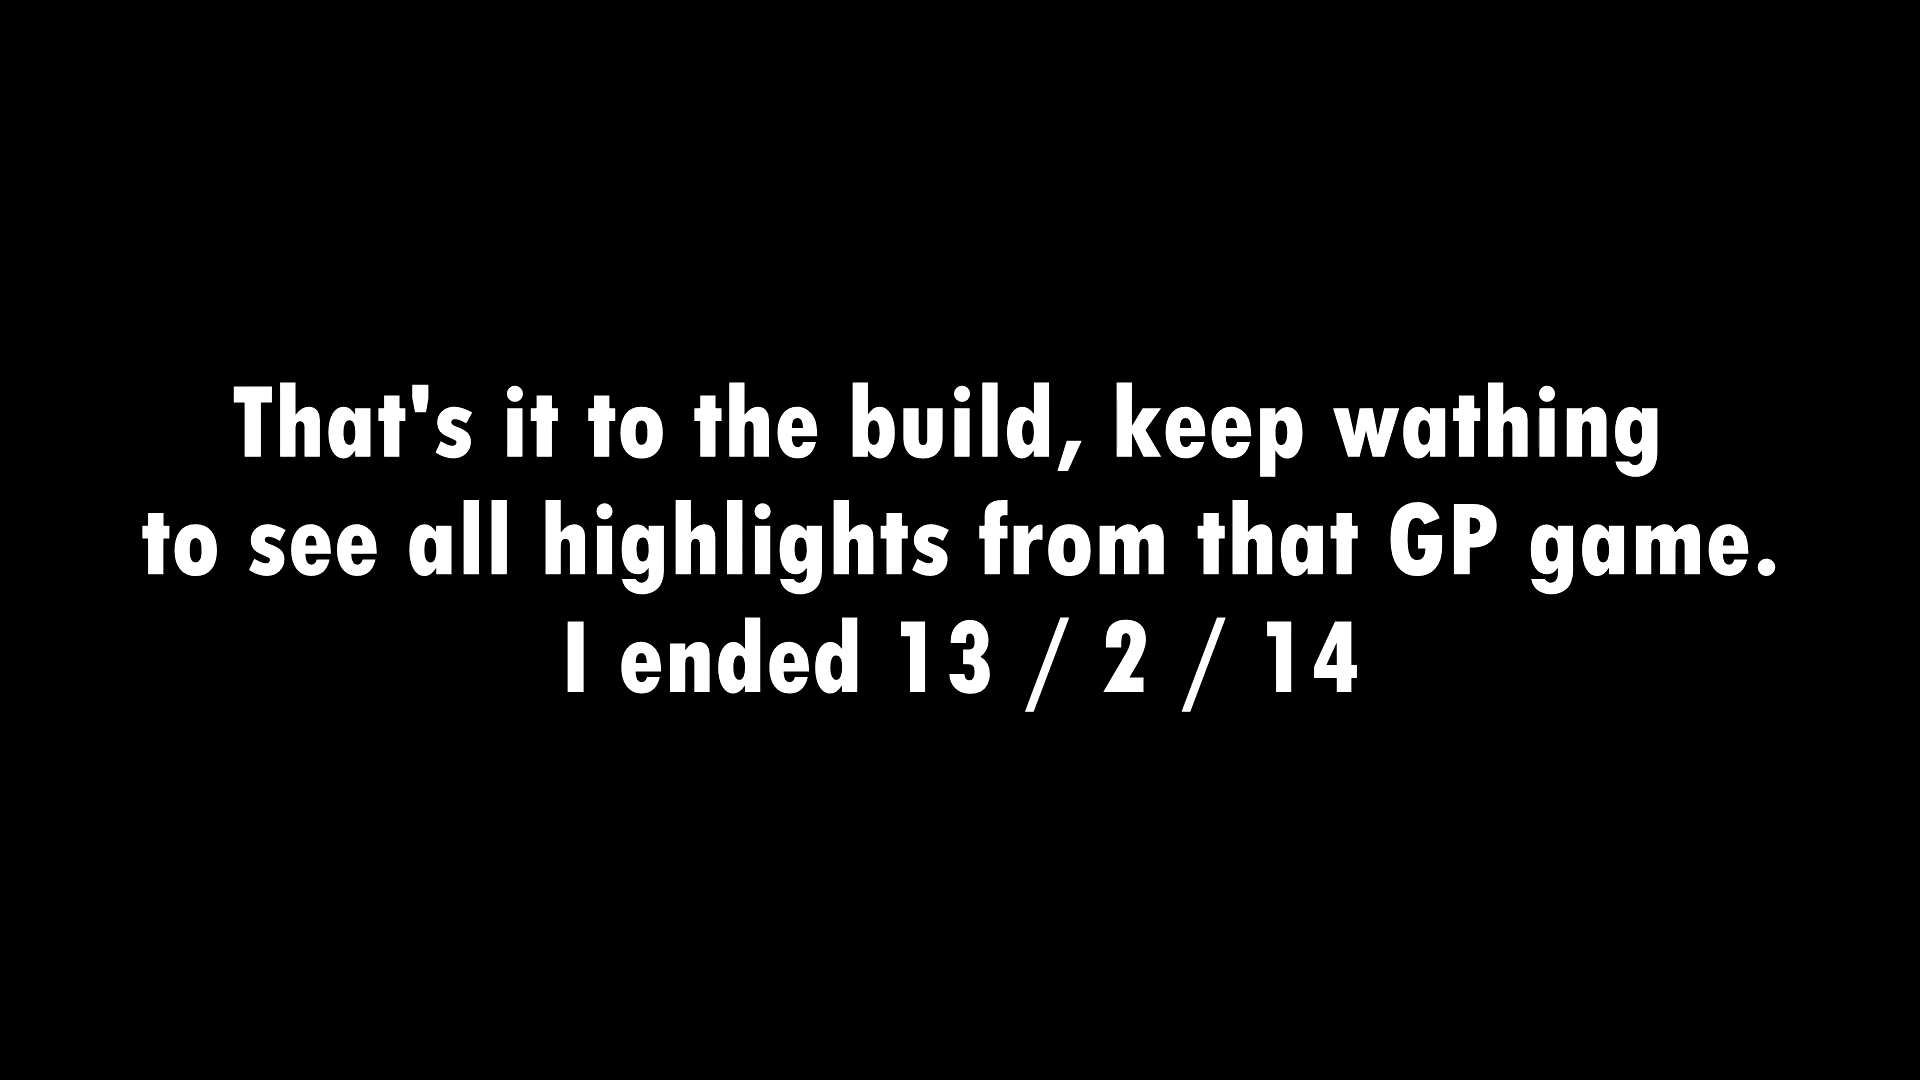 That's it to the build, keep wathing
to see all highlights from that GP game.
I ended 13 / 2 / 14